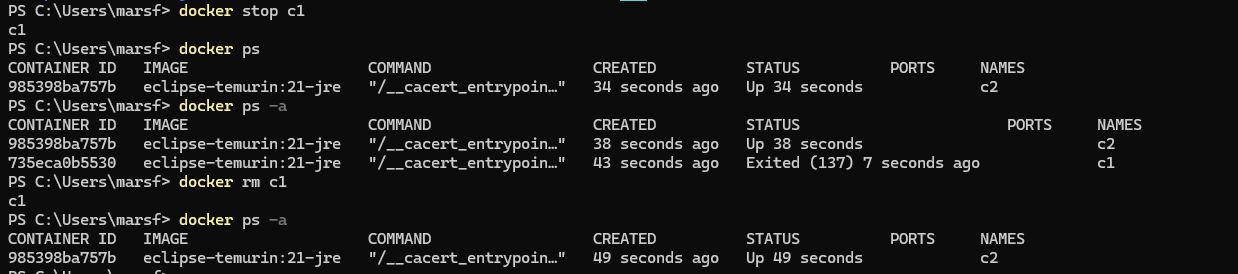 PS C:\Users\marsf> docker stop c1
c1
PS C:\Users\marsf> docker ps
CONTAINER ID   IMAGE                    COMMAND                  CREATED          STATUS          PORTS     NAMES
985398ba757b   eclipse-temurin:21-jre   "/__cacert_entrypoin…"   34 seconds ago   Up 34 seconds             c2
PS C:\Users\marsf> docker ps -a
CONTAINER ID   IMAGE                    COMMAND                  CREATED          STATUS                       PORTS     NAMES
985398ba757b   eclipse-temurin:21-jre   "/__cacert_entrypoin…"   38 seconds ago   Up 38 seconds                          c2
735eca0b5530   eclipse-temurin:21-jre   "/__cacert_entrypoin…"   43 seconds ago   Exited (137) 7 seconds ago             c1
PS C:\Users\marsf> docker rm c1
c1
PS C:\Users\marsf> docker ps -a
CONTAINER ID   IMAGE                    COMMAND                  CREATED          STATUS          PORTS     NAMES
985398ba757b   eclipse-temurin:21-jre   "/__cacert_entrypoin…"   49 seconds ago   Up 49 seconds             c2